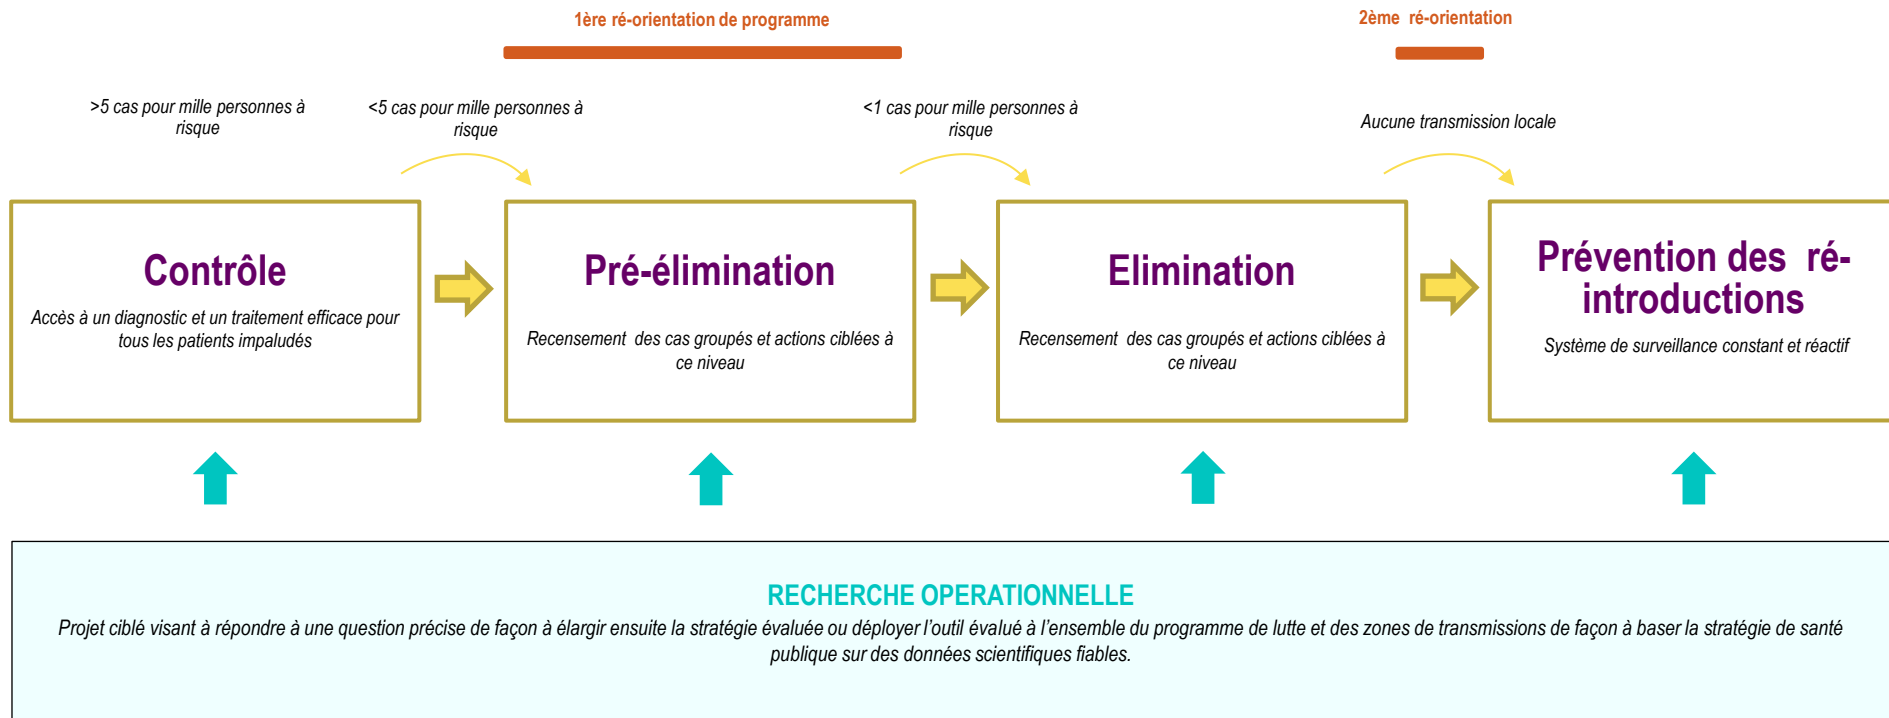 1ère ré-orientation de programme
2ème  ré-orientation
>5 cas pour mille personnes à
risque
<5 cas pour mille personnes à
risque
<1 cas pour mille personnes à
risque
Aucune transmission locale
Contrôle
Accès à un diagnostic et un traitement efficace pour
tous les patients impaludés
Pré-élimination
Recensement  des cas groupés et actions ciblées à
ce niveau
Elimination
Recensement  des cas groupés et actions ciblées à
ce niveau
Prévention des  ré-
introductions
Système de surveillance constant et réactif
RECHERCHE OPERATIONNELLE
Projet ciblé visant à répondre à une question précise de façon à élargir ensuite la stratégie évaluée ou déployer l’outil évalué à l’ensemble du programme de lutte et des zones de transmissions de façon à baser la stratégie de santé
publique sur des données scientifiques fiables.